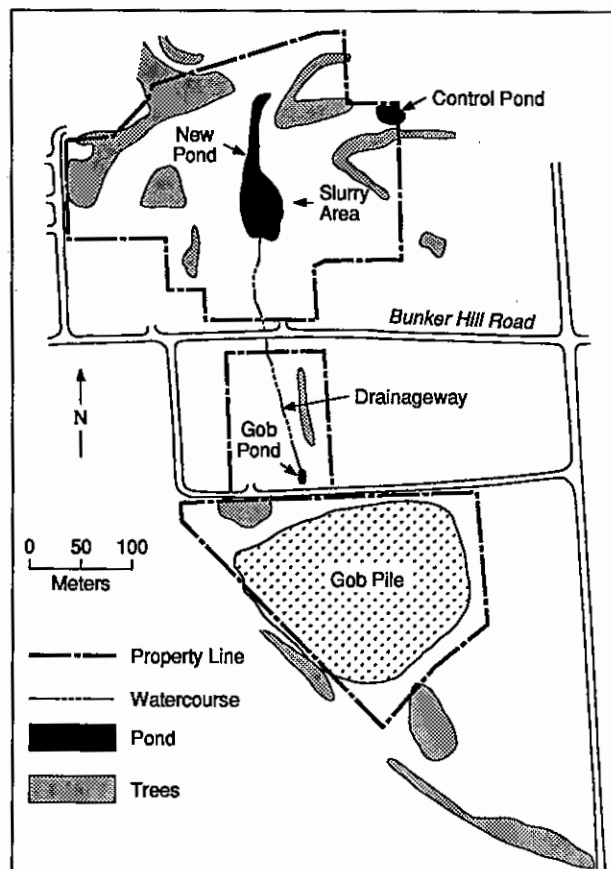 Control Pond
New
Pond
Slurry
Area
Bunker Hill Road
N
Drainageway
Gob
Pond
0 50 100
Meters
Gob Pile
Property Line
Watercourse
Pond
Trees